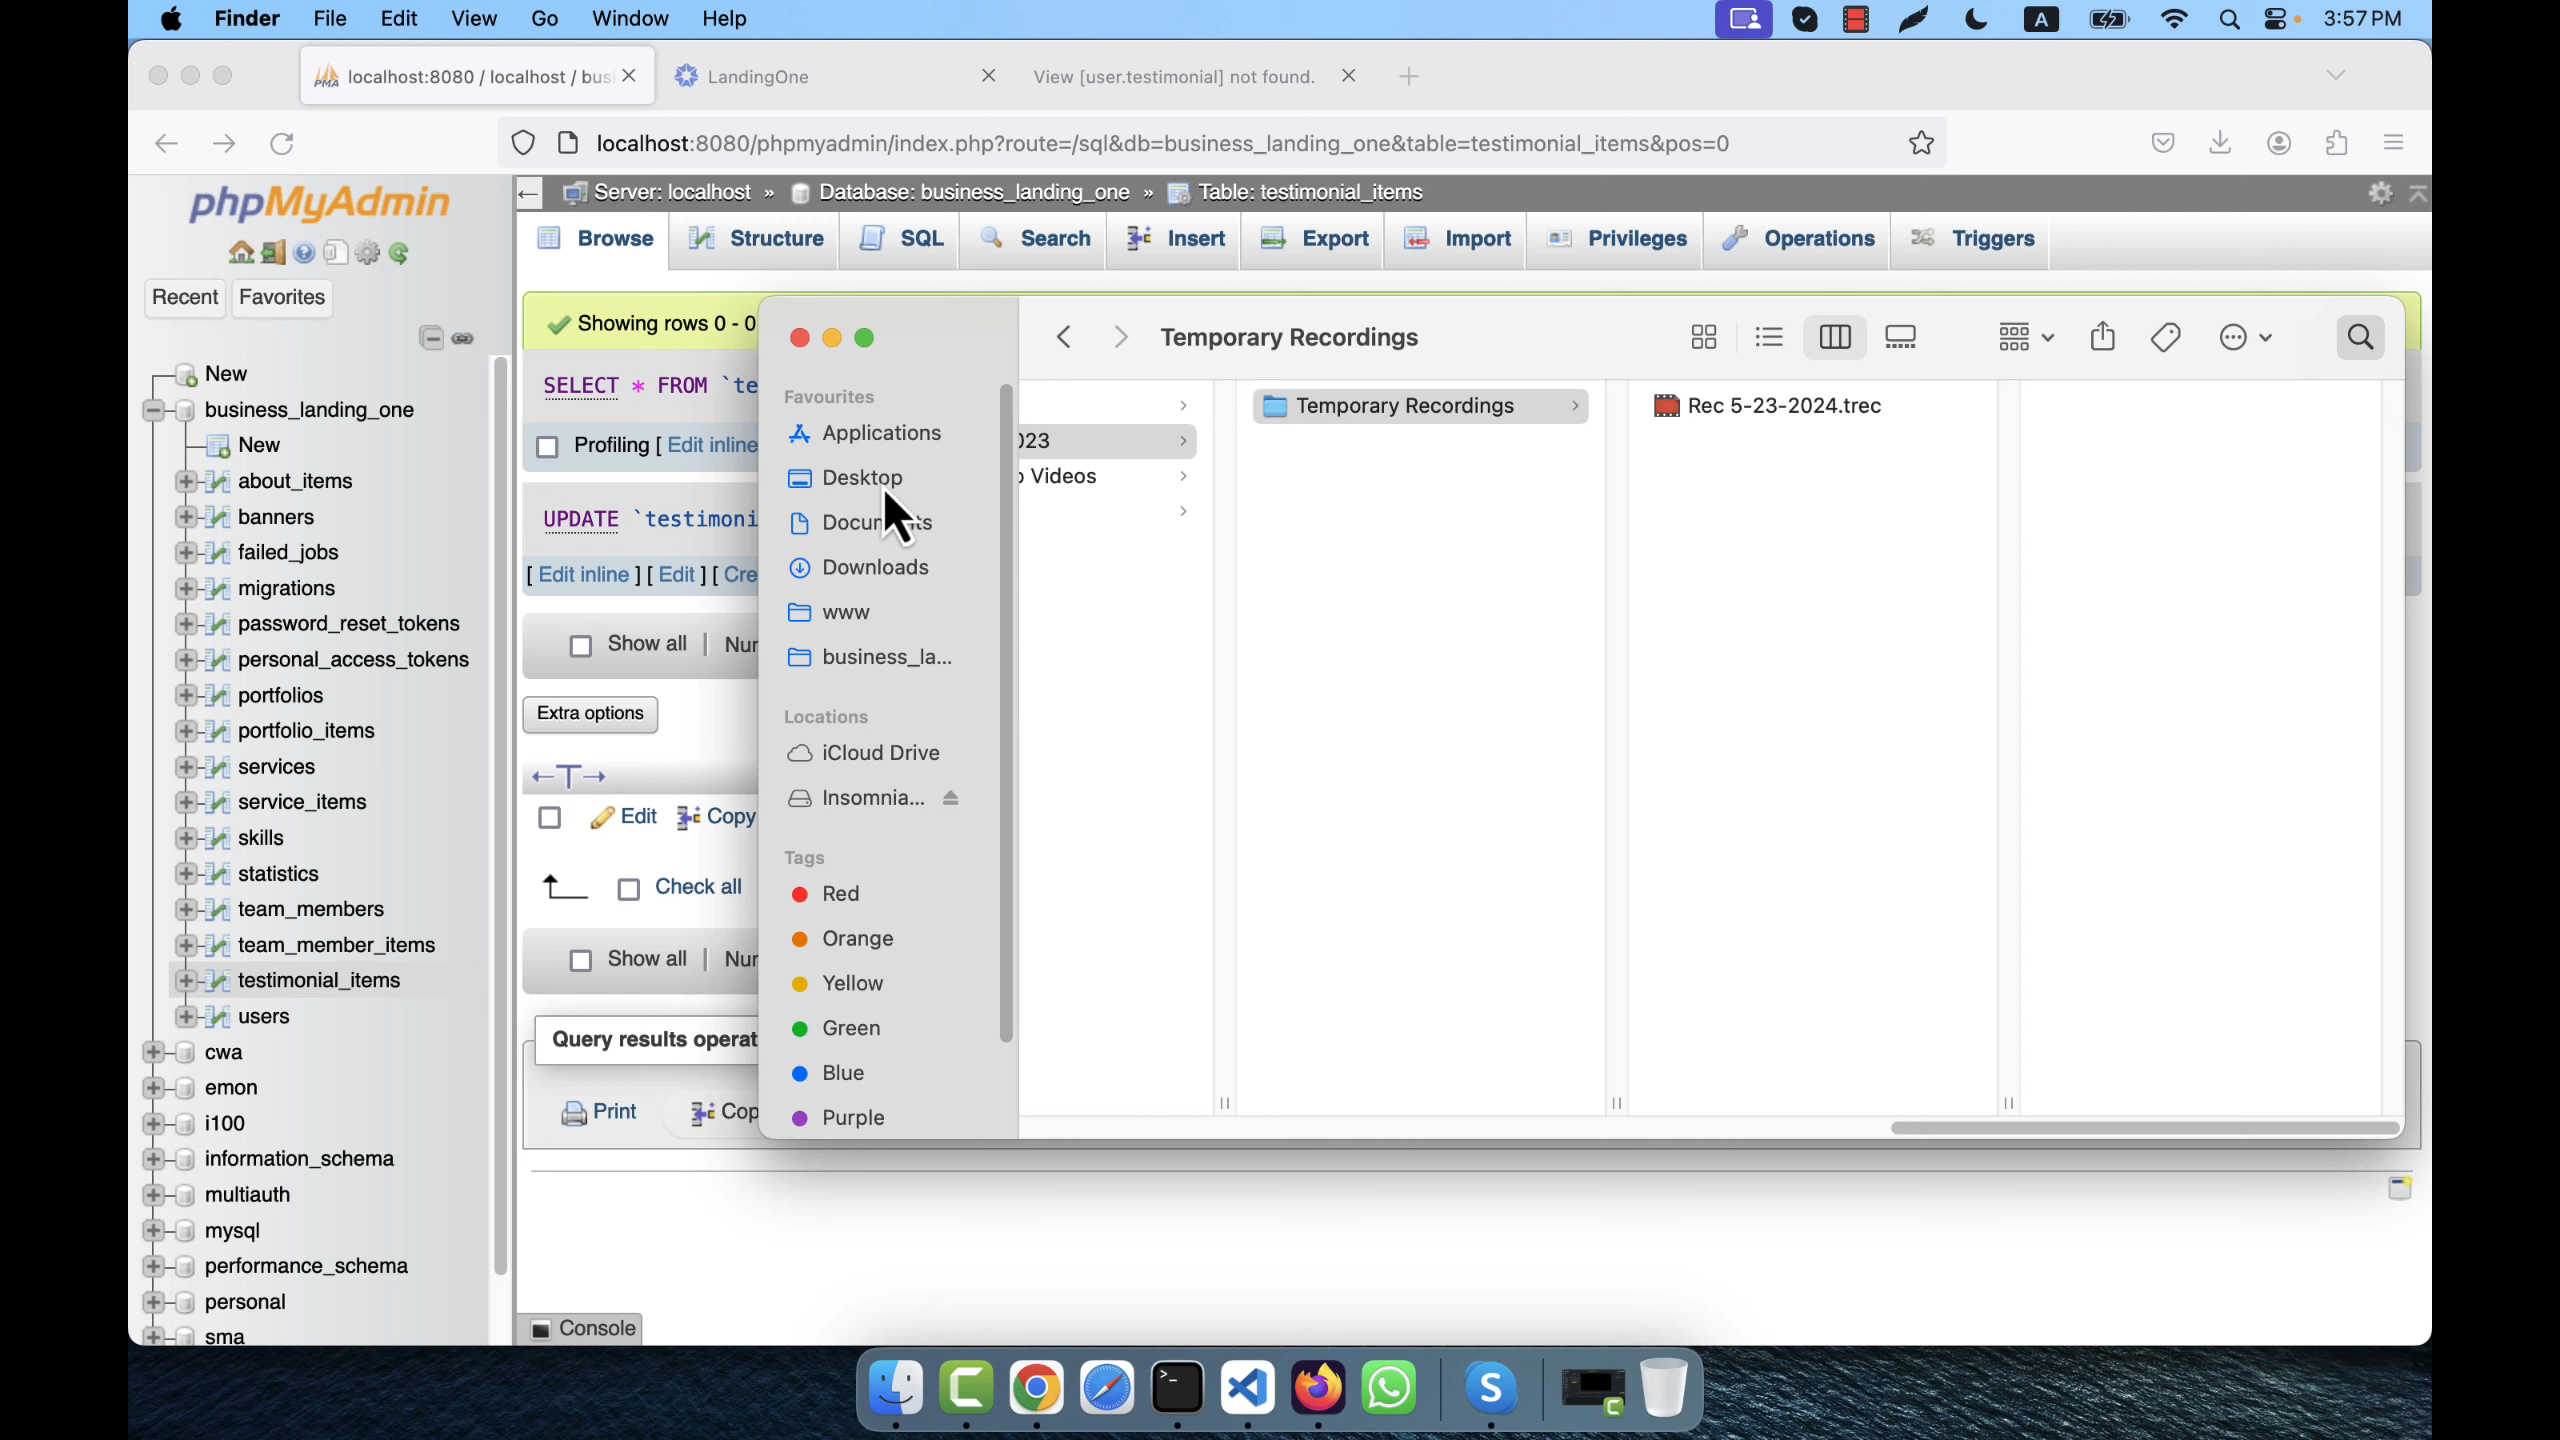 Finder File Edit View Go Window Help A 3:57 PM
PMA localhost:8080 / localhost / busi LandingOne View [user.testimonial] not found.
localhost:8080/phpmyadmin/index.php?route=/sql&db=business_landing_one&table=testimonial_items&pos=0
phpMyAdmin
Recent Favorites
New
business_landing_one
New
about_items
banners
failed_jobs
migrations
password_reset_tokens
personal_access_tokens
portfolios
portfolio_items
services
service_items
skills
statistics
team_members
team_member_items
testimonial_items
users
cwa
emon
i100
information_schema
multiauth
mysql
performance_schema
personal
sma
Server: localhost » Database: business_landing_one » Table: testimonial_items
Browse Structure SQL Search Insert Export Import Privileges Operations Triggers
Showing rows 0 - 0
SELECT * FROM `te
Profiling [ Edit inline
UPDATE `testimoni
[ Edit inline ] [ Edit ] [ Cre
Show all | Nur
Extra options
←T→
Edit Copy
Check all
Show all | Nur
Query results operat
Print Cop
Console
Temporary Recordings
Favourites
Applications
Desktop
Documents
Downloads
www
business_la...
Locations
iCloud Drive
Insomnia...
Tags
Red
Orange
Yellow
Green
Blue
Purple
023
Videos
Temporary Recordings
Rec 5-23-2024.trec